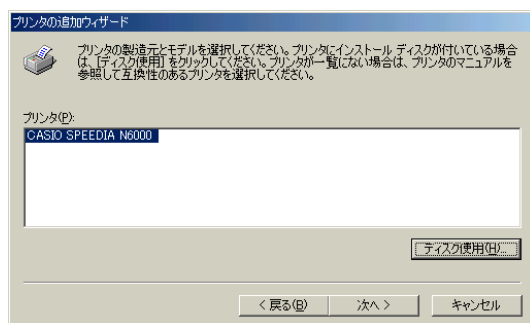 プリンタの追加ウィザード
プリンタの製造元とモデルを選択してください。プリンタにインストール ディスクが付いている場合
は、[ディスク使用] をクリックしてください。プリンタが一覧にない場合は、プリンタのマニュアルを
参照して互換性のあるプリンタを選択してください。
プリンタ(P):
CASIO SPEEDIA N6000
ディスク使用(H)...
< 戻る(B) 次へ > キャンセル